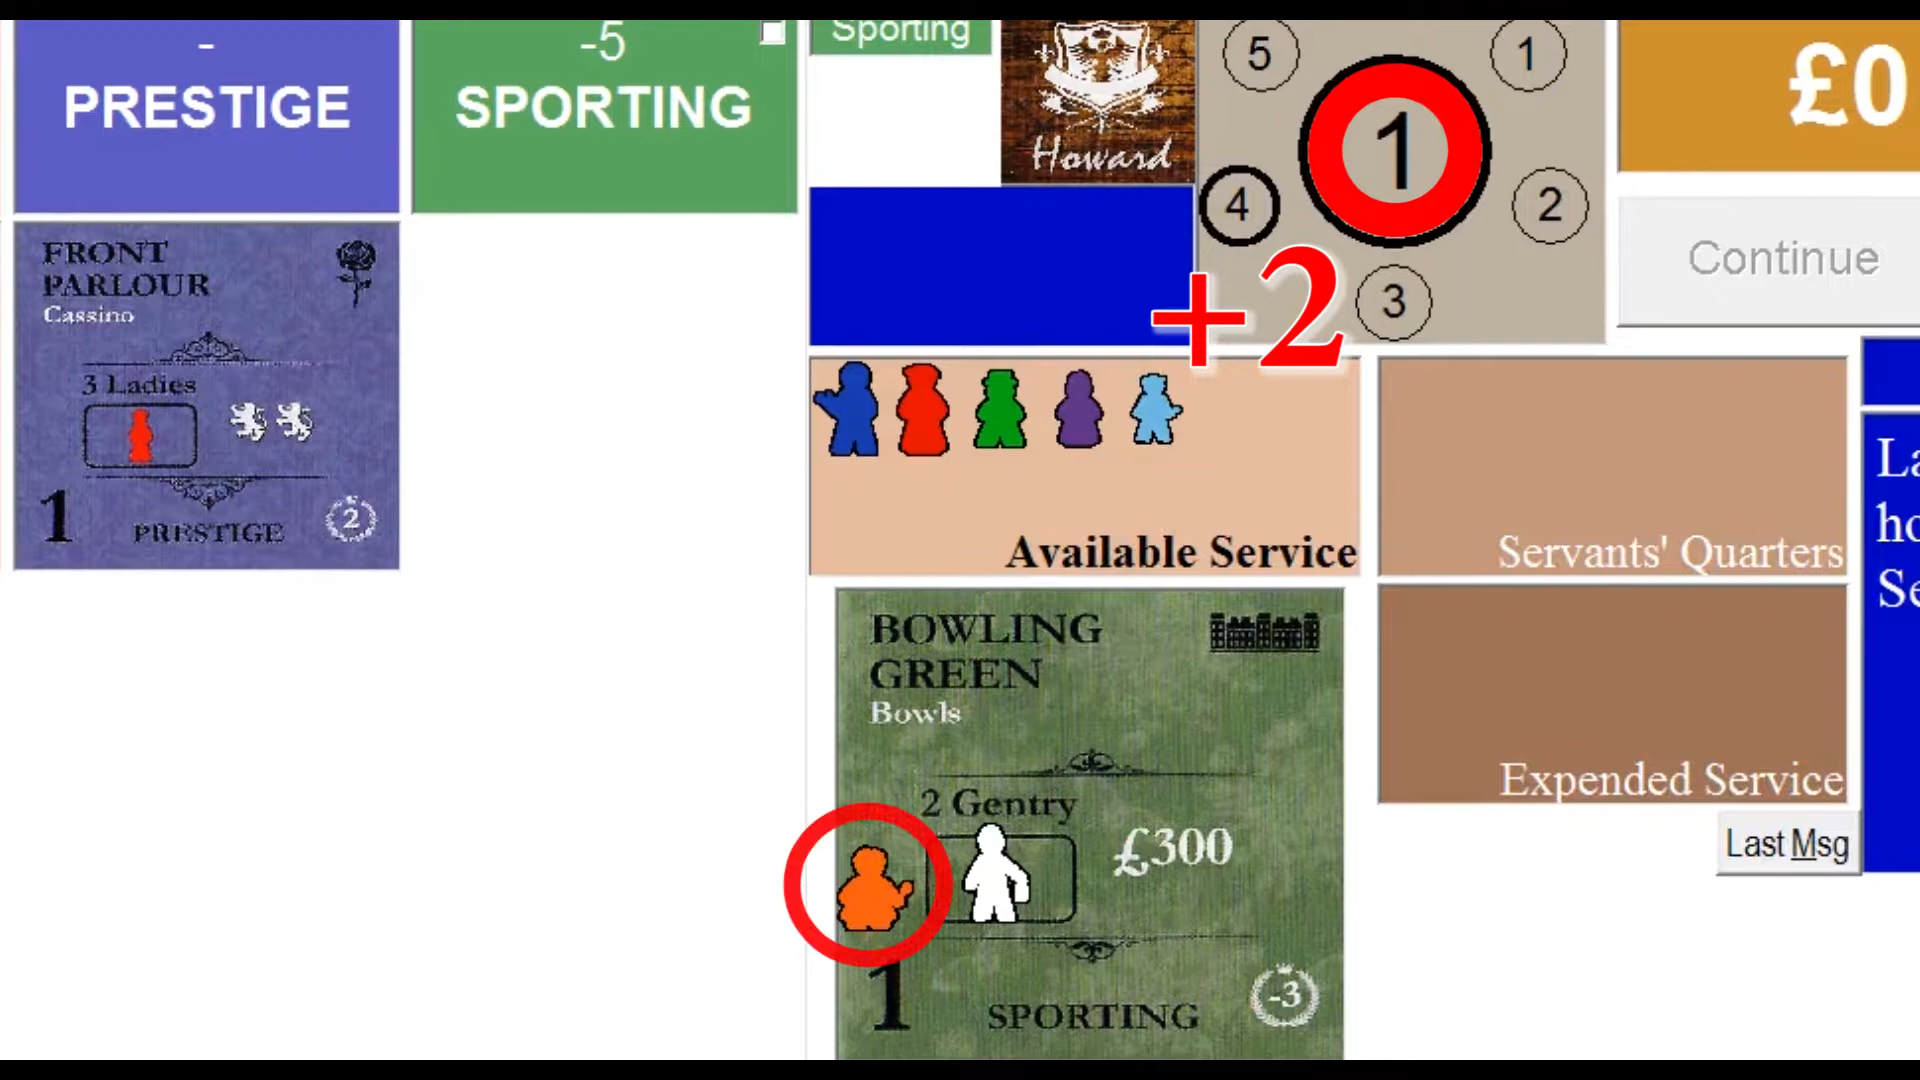 -
PRESTIGE
-5
SPORTING
Sporting
Howard
5
1
1
4
2
3
+2
£0
Continue
FRONT
PARLOUR
Cassino
3 Ladies
1
PRESTIGE
2
Available Service
Servants' Quarters
Expended Service
Last Msg
BOWLING
GREEN
Bowls
2 Gentry
£300
1
SPORTING
-3